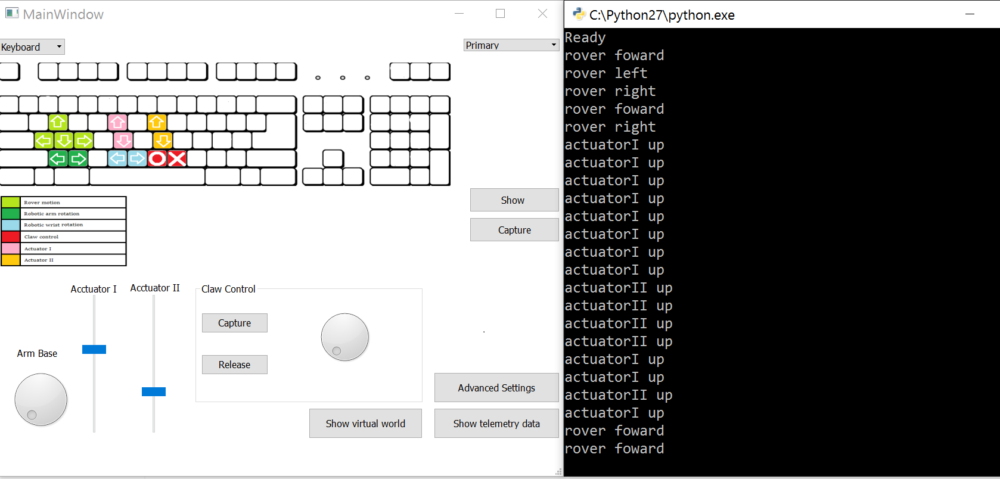 MainWindow
Keyboard
Primary
Show
Capture
Rover motion
Robotic arm rotation
Robotic wrist rotation
Claw control
Actuator I
Actuator II
Acctuator I
Acctuator II
Claw Control
Capture
Release
Arm Base
Advanced Settings
Show virtual world
Show telemetry data
C:\Python27\python.exe
Ready
rover foward
rover left
rover right
rover foward
rover right
actuatorI up
actuatorI up
actuatorI up
actuatorI up
actuatorI up
actuatorI up
actuatorI up
actuatorI up
actuatorII up
actuatorII up
actuatorII up
actuatorII up
actuatorI up
actuatorI up
actuatorII up
actuatorI up
rover foward
rover foward